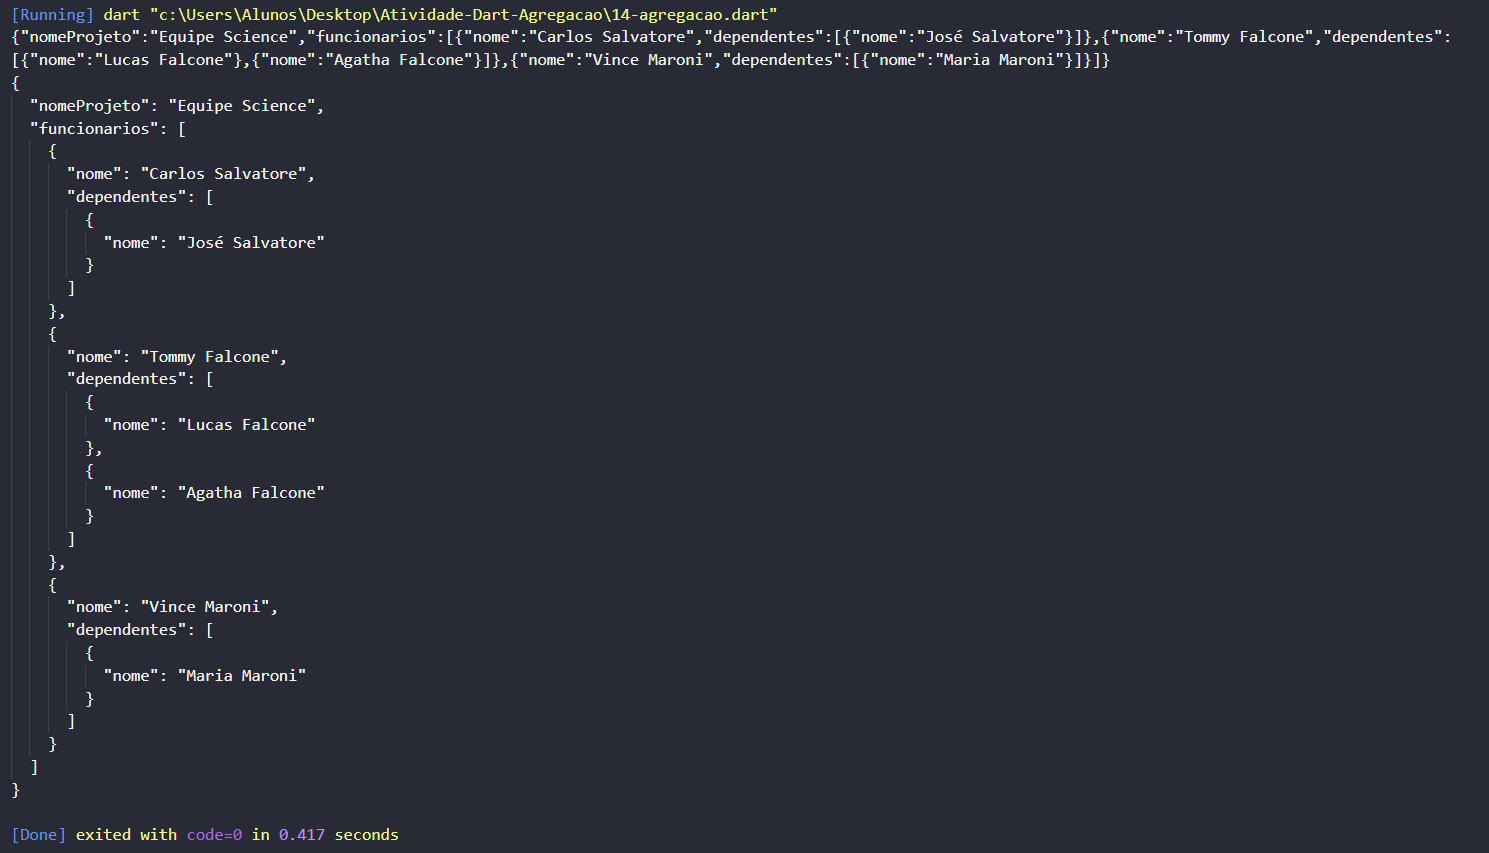 [Running] dart "c:\Users\Alunos\Desktop\Atividade-Dart-Agregacao\14-agregacao.dart"
{"nomeProjeto":"Equipe Science","funcionarios":[{"nome":"Carlos Salvatore","dependentes":[{"nome":"José Salvatore"}]},{"nome":"Tommy Falcone","dependentes":
[{"nome":"Lucas Falcone"},{"nome":"Agatha Falcone"}]},{"nome":"Vince Maroni","dependentes":[{"nome":"Maria Maroni"}]}]}
{
  "nomeProjeto": "Equipe Science",
  "funcionarios": [
    {
      "nome": "Carlos Salvatore",
      "dependentes": [
        {
          "nome": "José Salvatore"
        }
      ]
    },
    {
      "nome": "Tommy Falcone",
      "dependentes": [
        {
          "nome": "Lucas Falcone"
        },
        {
          "nome": "Agatha Falcone"
        }
      ]
    },
    {
      "nome": "Vince Maroni",
      "dependentes": [
        {
          "nome": "Maria Maroni"
        }
      ]
    }
  ]
}
[Done] exited with code=0 in 0.417 seconds